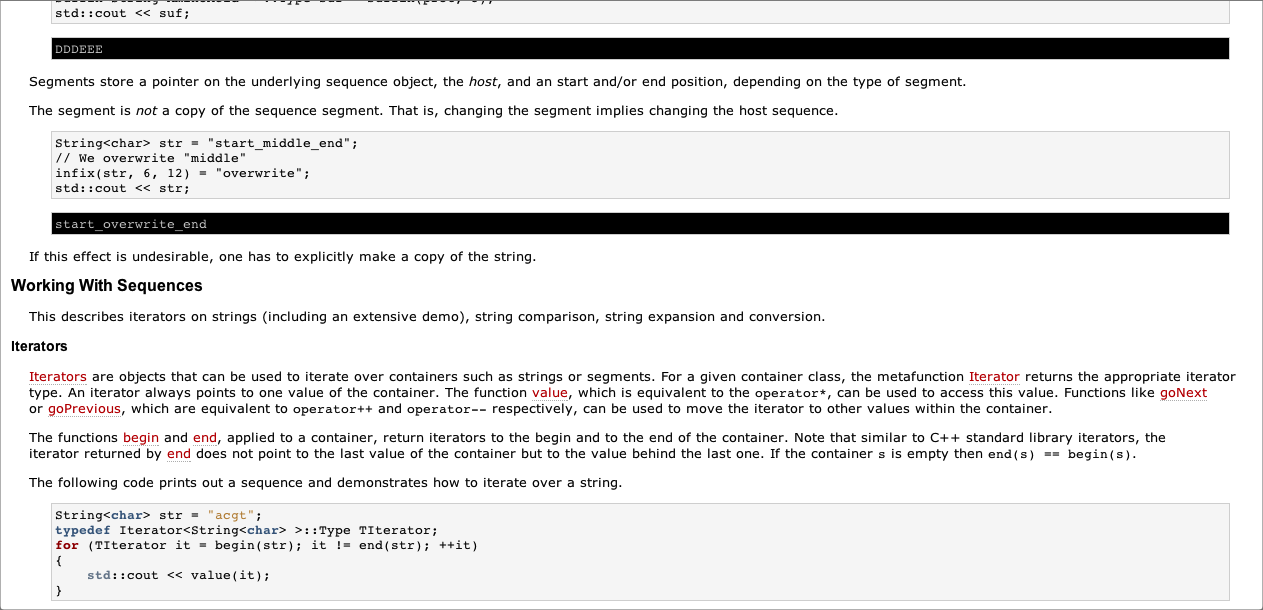 std::cout << suf;
DDDEEE
Segments store a pointer on the underlying sequence object, the host, and an start and/or end position, depending on the type of segment.
The segment is not a copy of the sequence segment. That is, changing the segment implies changing the host sequence.
String<char> str = "start_middle_end";
// We overwrite "middle"
infix(str, 6, 12) = "overwrite";
std::cout << str;
start_overwrite_end
If this effect is undesirable, one has to explicitly make a copy of the string.
Working With Sequences
This describes iterators on strings (including an extensive demo), string comparison, string expansion and conversion.
Iterators
Iterators are objects that can be used to iterate over containers such as strings or segments. For a given container class, the metafunction Iterator returns the appropriate iterator
type. An iterator always points to one value of the container. The function value, which is equivalent to the operator*, can be used to access this value. Functions like goNext
or goPrevious, which are equivalent to operator++ and operator-- respectively, can be used to move the iterator to other values within the container.
The functions begin and end, applied to a container, return iterators to the begin and to the end of the container. Note that similar to C++ standard library iterators, the
iterator returned by end does not point to the last value of the container but to the value behind the last one. If the container s is empty then end(s) == begin(s).
The following code prints out a sequence and demonstrates how to iterate over a string.
String<char> str = "acgt";
typedef Iterator<String<char> >::Type TIterator;
for (TIterator it = begin(str); it != end(str); ++it)
{
    std::cout << value(it);
}